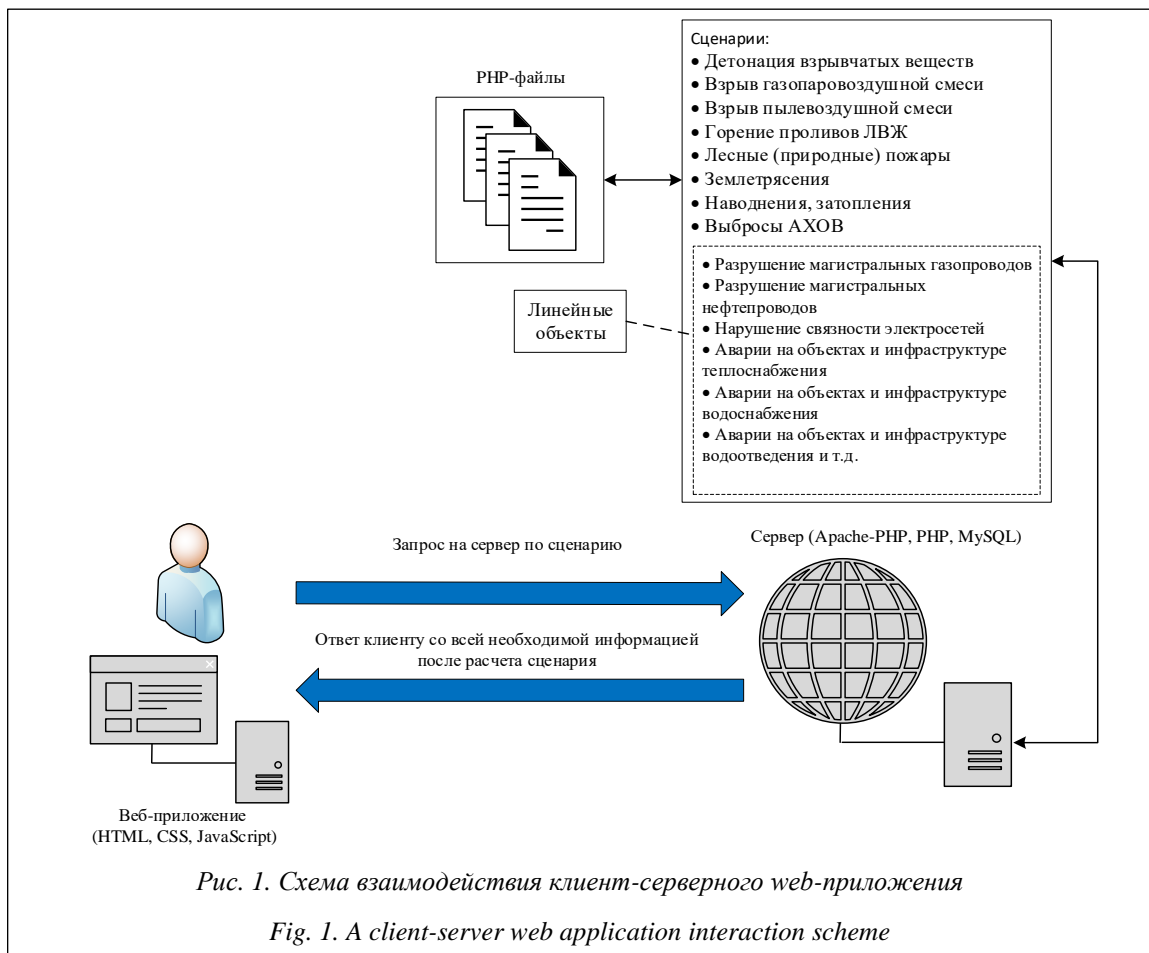 PHP-файлы
Сценарии:
• Детонация взрывчатых веществ
• Взрыв газопаровоздушной смеси
• Взрыв пылевоздушной смеси
• Горение проливов ЛВЖ
• Лесные (природные) пожары
• Землетрясения
• Наводнения, затопления
• Выбросы АХОВ
• Разрушение магистральных газопроводов
• Разрушение магистральных
нефтепроводов
• Нарушение связности электросетей
• Аварии на объектах и инфраструктуре
теплоснабжения
• Аварии на объектах и инфраструктуре
водоснабжения
• Аварии на объектах и инфраструктуре
водоотведения и т.д.
Линейные
объекты
Запрос на сервер по сценарию
Сервер (Apache-PHP, PHP, MySQL)
Ответ клиенту со всей необходимой информацией
после расчета сценария
Веб-приложение
(HTML, CSS, JavaScript)
Рис. 1. Схема взаимодействия клиент-серверного web-приложения
Fig. 1. A client-server web application interaction scheme